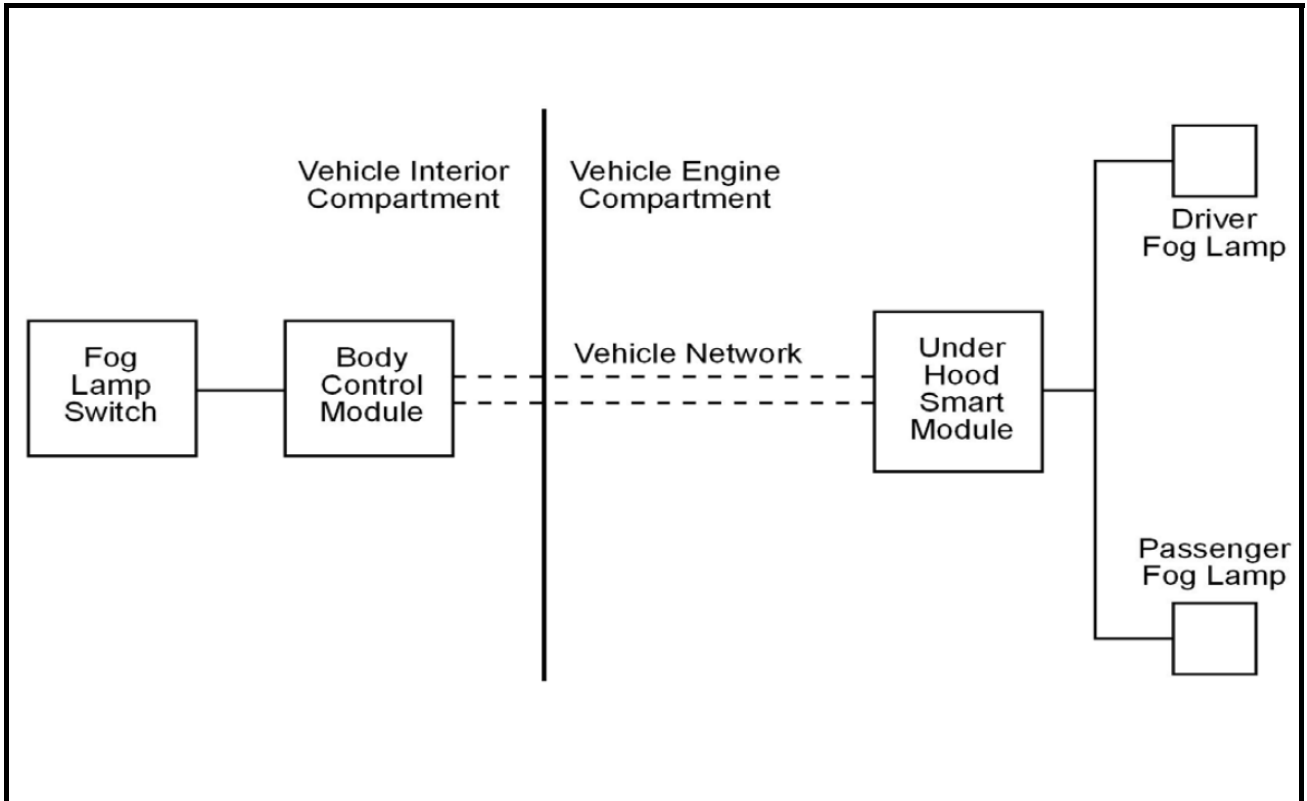 Vehicle Interior
Compartment
Vehicle Engine
Compartment
Driver
Fog Lamp
Fog
Lamp
Switch
Body
Control
Module
Vehicle Network
Under
Hood
Smart
Module
Passenger
Fog Lamp